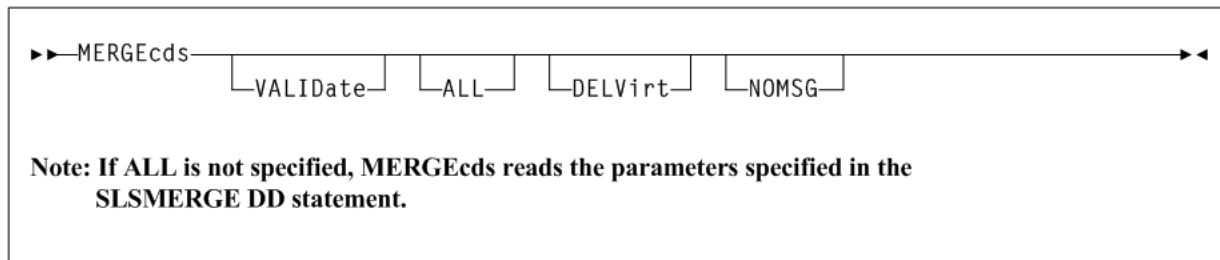 MERGEcds
VALIDate ALL DELVirt NOMSG
Note: If ALL is not specified, MERGEcds reads the parameters specified in the
SLSMERGE DD statement.